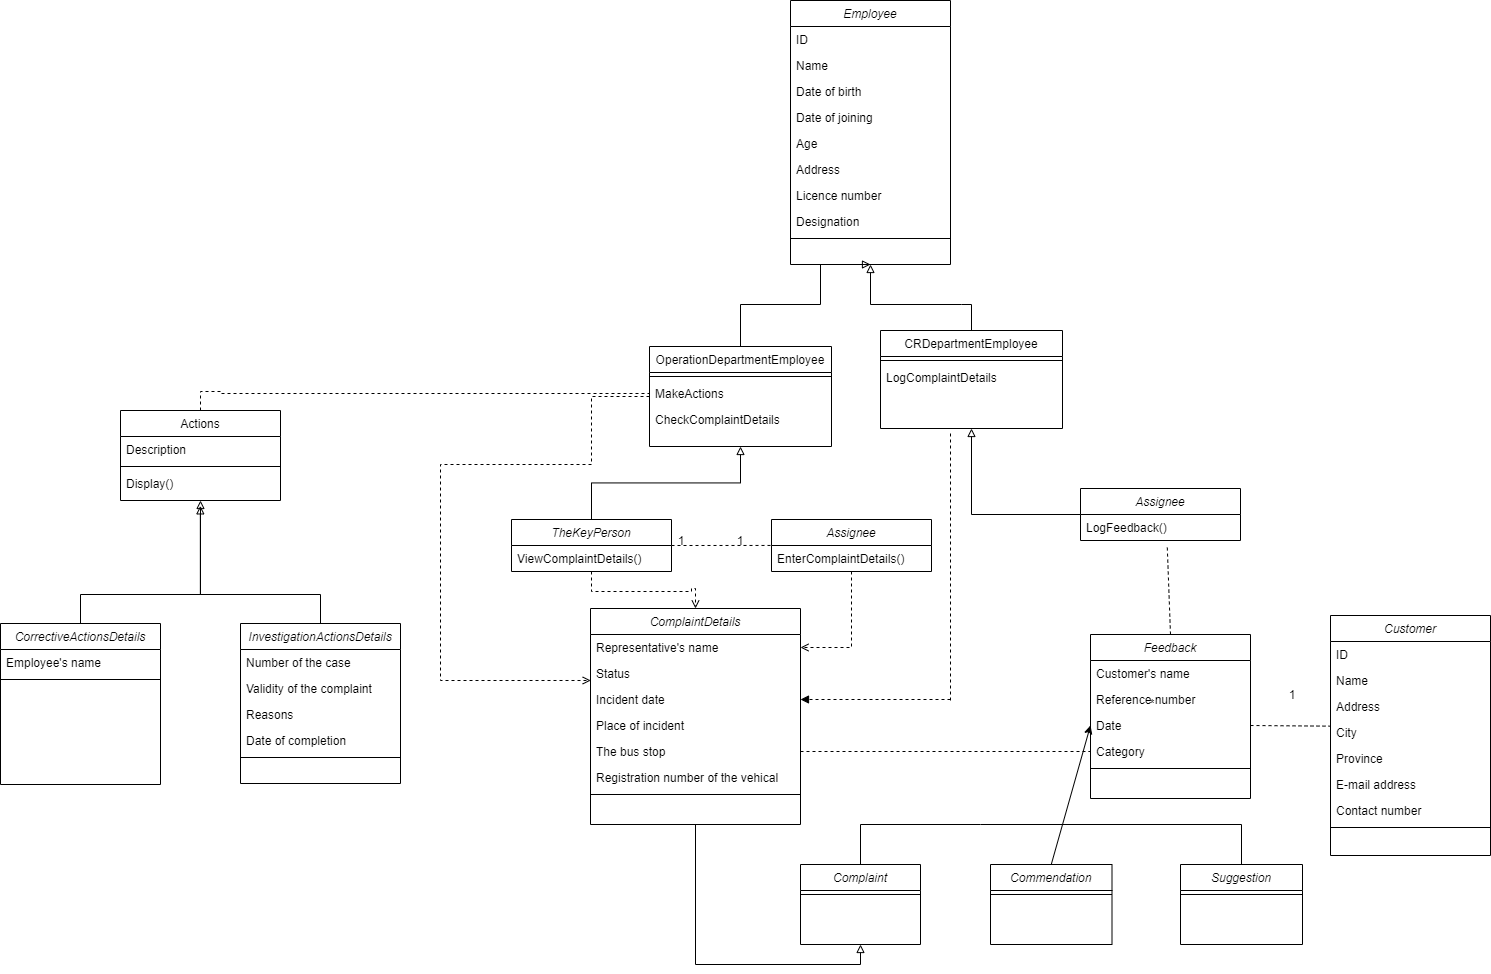 Employee
ID
Name
Date of birth
Date of joining
Age
Address
Licence number
Designation
OperationDepartmentEmployee
MakeActions
CheckComplaintDetails
CRDepartmentEmployee
LogComplaintDetails
Actions
Description
Display()
TheKeyPerson
ViewComplaintDetails()
1
1
Assignee
EnterComplaintDetails()
Assignee
LogFeedback()
CorrectiveActionsDetails
Employee's name
InvestigationActionsDetails
Number of the case
Validity of the complaint
Reasons
Date of completion
ComplaintDetails
Representative's name
Status
Incident date
Place of incident
The bus stop
Registration number of the vehical
Feedback
Customer's name
Reference number
Date
Category
1
Customer
ID
Name
Address
City
Province
E-mail address
Contact number
Complaint
Commendation
Suggestion